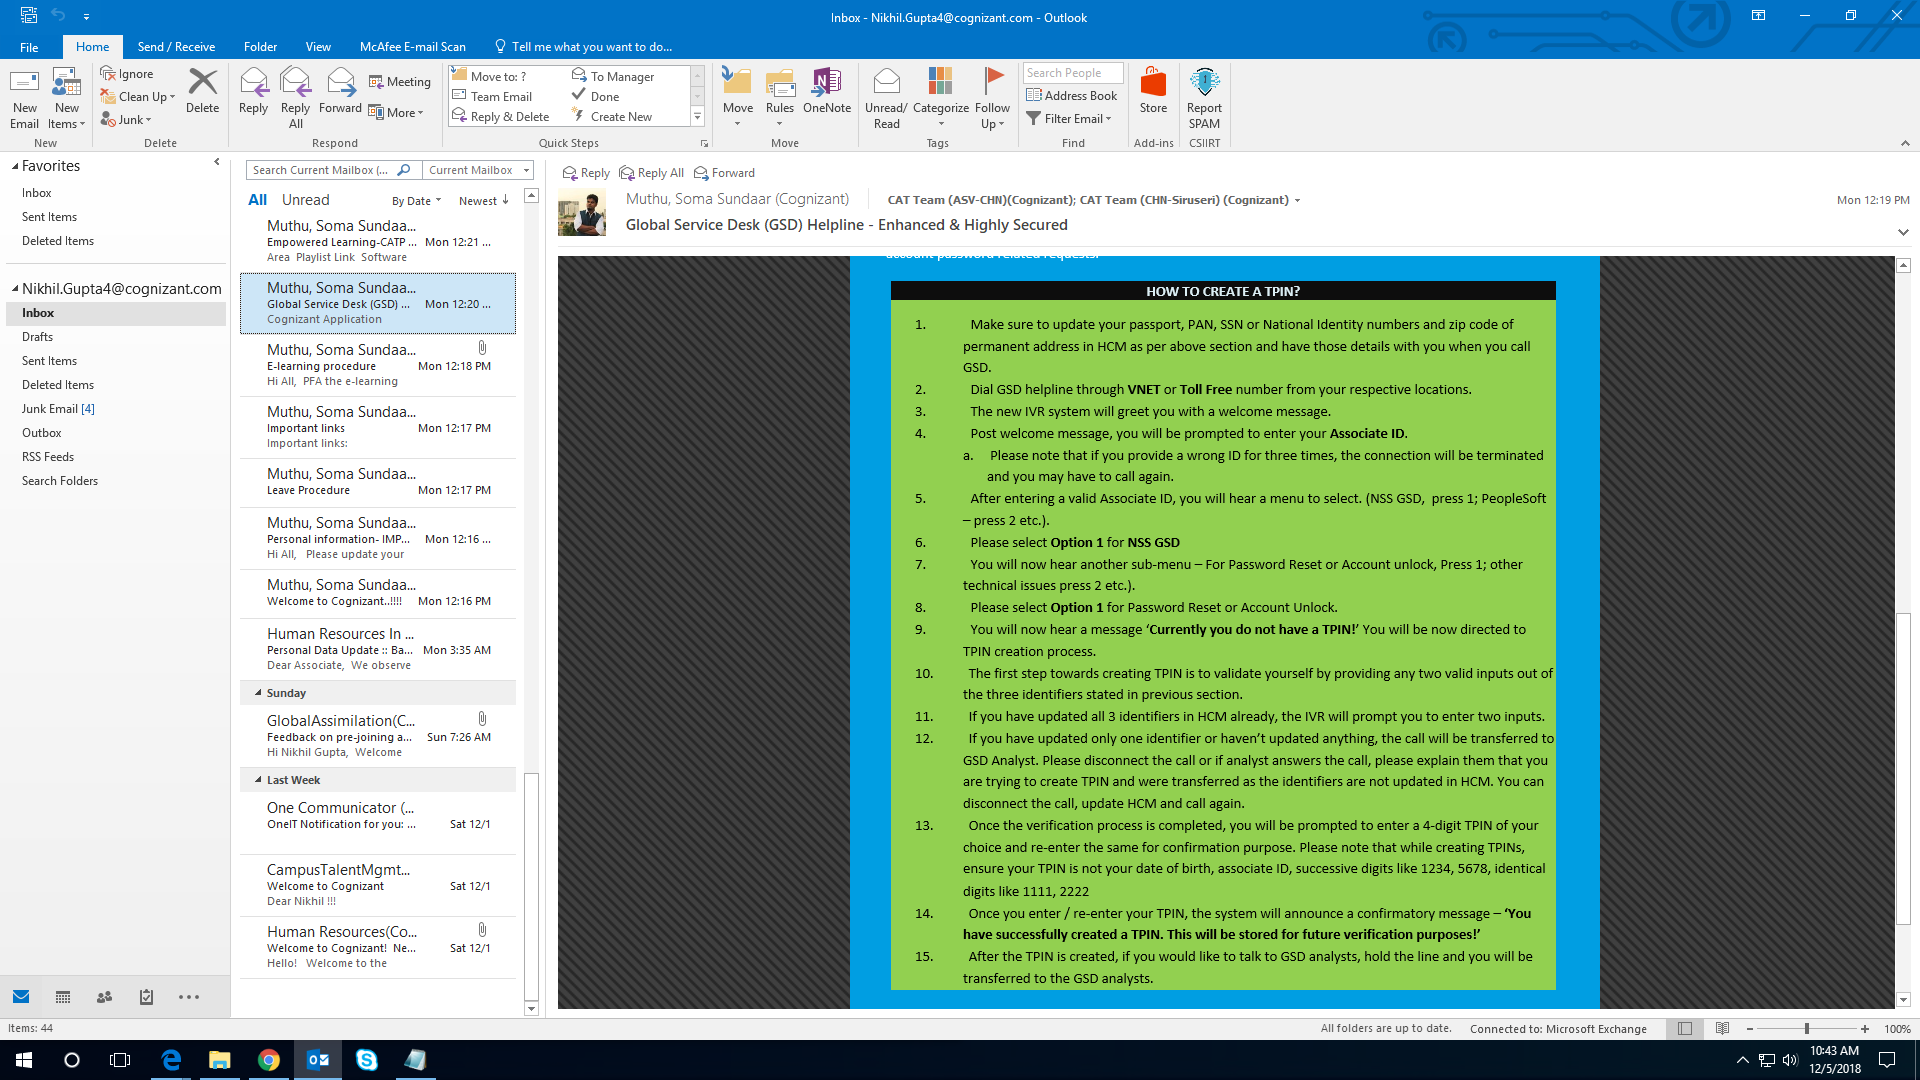 Inbox - Nikhil.Gupta4@cognizant.com - Outlook
File Home Send / Receive Folder View McAfee E-mail Scan Tell me what you want to do...
New Email
New Items
Ignore
Clean Up
Junk
Delete
Reply
Reply All
Forward
Meeting
More
Move to: ?
Team Email
Reply & Delete
To Manager
Done
Create New
Move
Rules
OneNote
Unread/ Read
Categorize
Follow Up
Search People
Address Book
Filter Email
Store
Report SPAM
New Delete Respond Quick Steps Move Tags Find Add-ins CSIIRT
Favorites
Inbox
Sent Items
Deleted Items
Nikhil.Gupta4@cognizant.com
Inbox
Drafts
Sent Items
Deleted Items
Junk Email [4]
Outbox
RSS Feeds
Search Folders
Search Current Mailbox (... Current Mailbox
All Unread By Date Newest
Muthu, Soma Sundaa...
Empowered Learning-CATP ... Mon 12:21 ...
Area Playlist Link Software
Muthu, Soma Sundaa...
Global Service Desk (GSD) ... Mon 12:20 ...
Cognizant Application
Muthu, Soma Sundaa...
E-learning procedure Mon 12:18 PM
Hi All, PFA the e-learning
Muthu, Soma Sundaa...
Important links Mon 12:17 PM
Important links:
Muthu, Soma Sundaa...
Leave Procedure Mon 12:17 PM
Muthu, Soma Sundaa...
Personal information- IMP... Mon 12:16 ...
Hi All, Please update your
Muthu, Soma Sundaa...
Welcome to Cognizant..!!!! Mon 12:16 PM
Human Resources In ...
Personal Data Update :: Ba... Mon 3:35 AM
Dear Associate, We observe
Sunday
GlobalAssimilation(C...
Feedback on pre-joining a... Sun 7:26 AM
Hi Nikhil Gupta, Welcome
Last Week
One Communicator (...
OneIT Notification for you: ... Sat 12/1
CampusTalentMgmt...
Welcome to Cognizant Sat 12/1
Dear Nikhil !!!
Human Resources(Co...
Welcome to Cognizant! Ne... Sat 12/1
Hello! Welcome to the
Reply Reply All Forward
Muthu, Soma Sundaar (Cognizant) CAT Team (ASV-CHN)(Cognizant); CAT Team (CHN-Siruseri) (Cognizant) Mon 12:19 PM
Global Service Desk (GSD) Helpline - Enhanced & Highly Secured
account password related requests.
HOW TO CREATE A TPIN?
1. Make sure to update your passport, PAN, SSN or National Identity numbers and zip code of
permanent address in HCM as per above section and have those details with you when you call
GSD.
2. Dial GSD helpline through VNET or Toll Free number from your respective locations.
3. The new IVR system will greet you with a welcome message.
4. Post welcome message, you will be prompted to enter your Associate ID.
a. Please note that if you provide a wrong ID for three times, the connection will be terminated
and you may have to call again.
5. After entering a valid Associate ID, you will hear a menu to select. (NSS GSD, press 1; PeopleSoft
– press 2 etc.).
6. Please select Option 1 for NSS GSD
7. You will now hear another sub-menu – For Password Reset or Account unlock, Press 1; other
technical issues press 2 etc.).
8. Please select Option 1 for Password Reset or Account Unlock.
9. You will now hear a message ‘Currently you do not have a TPIN!’ You will be now directed to
TPIN creation process.
10. The first step towards creating TPIN is to validate yourself by providing any two valid inputs out of
the three identifiers stated in previous section.
11. If you have updated all 3 identifiers in HCM already, the IVR will prompt you to enter two inputs.
12. If you have updated only one identifier or haven’t updated anything, the call will be transferred to
GSD Analyst. Please disconnect the call or if analyst answers the call, please explain them that you
are trying to create TPIN and were transferred as the identifiers are not updated in HCM. You can
disconnect the call, update HCM and call again.
13. Once the verification process is completed, you will be prompted to enter a 4-digit TPIN of your
choice and re-enter the same for confirmation purpose. Please note that while creating TPINs,
ensure your TPIN is not your date of birth, associate ID, successive digits like 1234, 5678, identical
digits like 1111, 2222
14. Once you enter / re-enter your TPIN, the system will announce a confirmatory message – ‘You
have successfully created a TPIN. This will be stored for future verification purposes!’
15. After the TPIN is created, if you would like to talk to GSD analysts, hold the line and you will be
transferred to the GSD analysts.
Items: 44 All folders are up to date. Connected to: Microsoft Exchange 100%
10:43 AM
12/5/2018